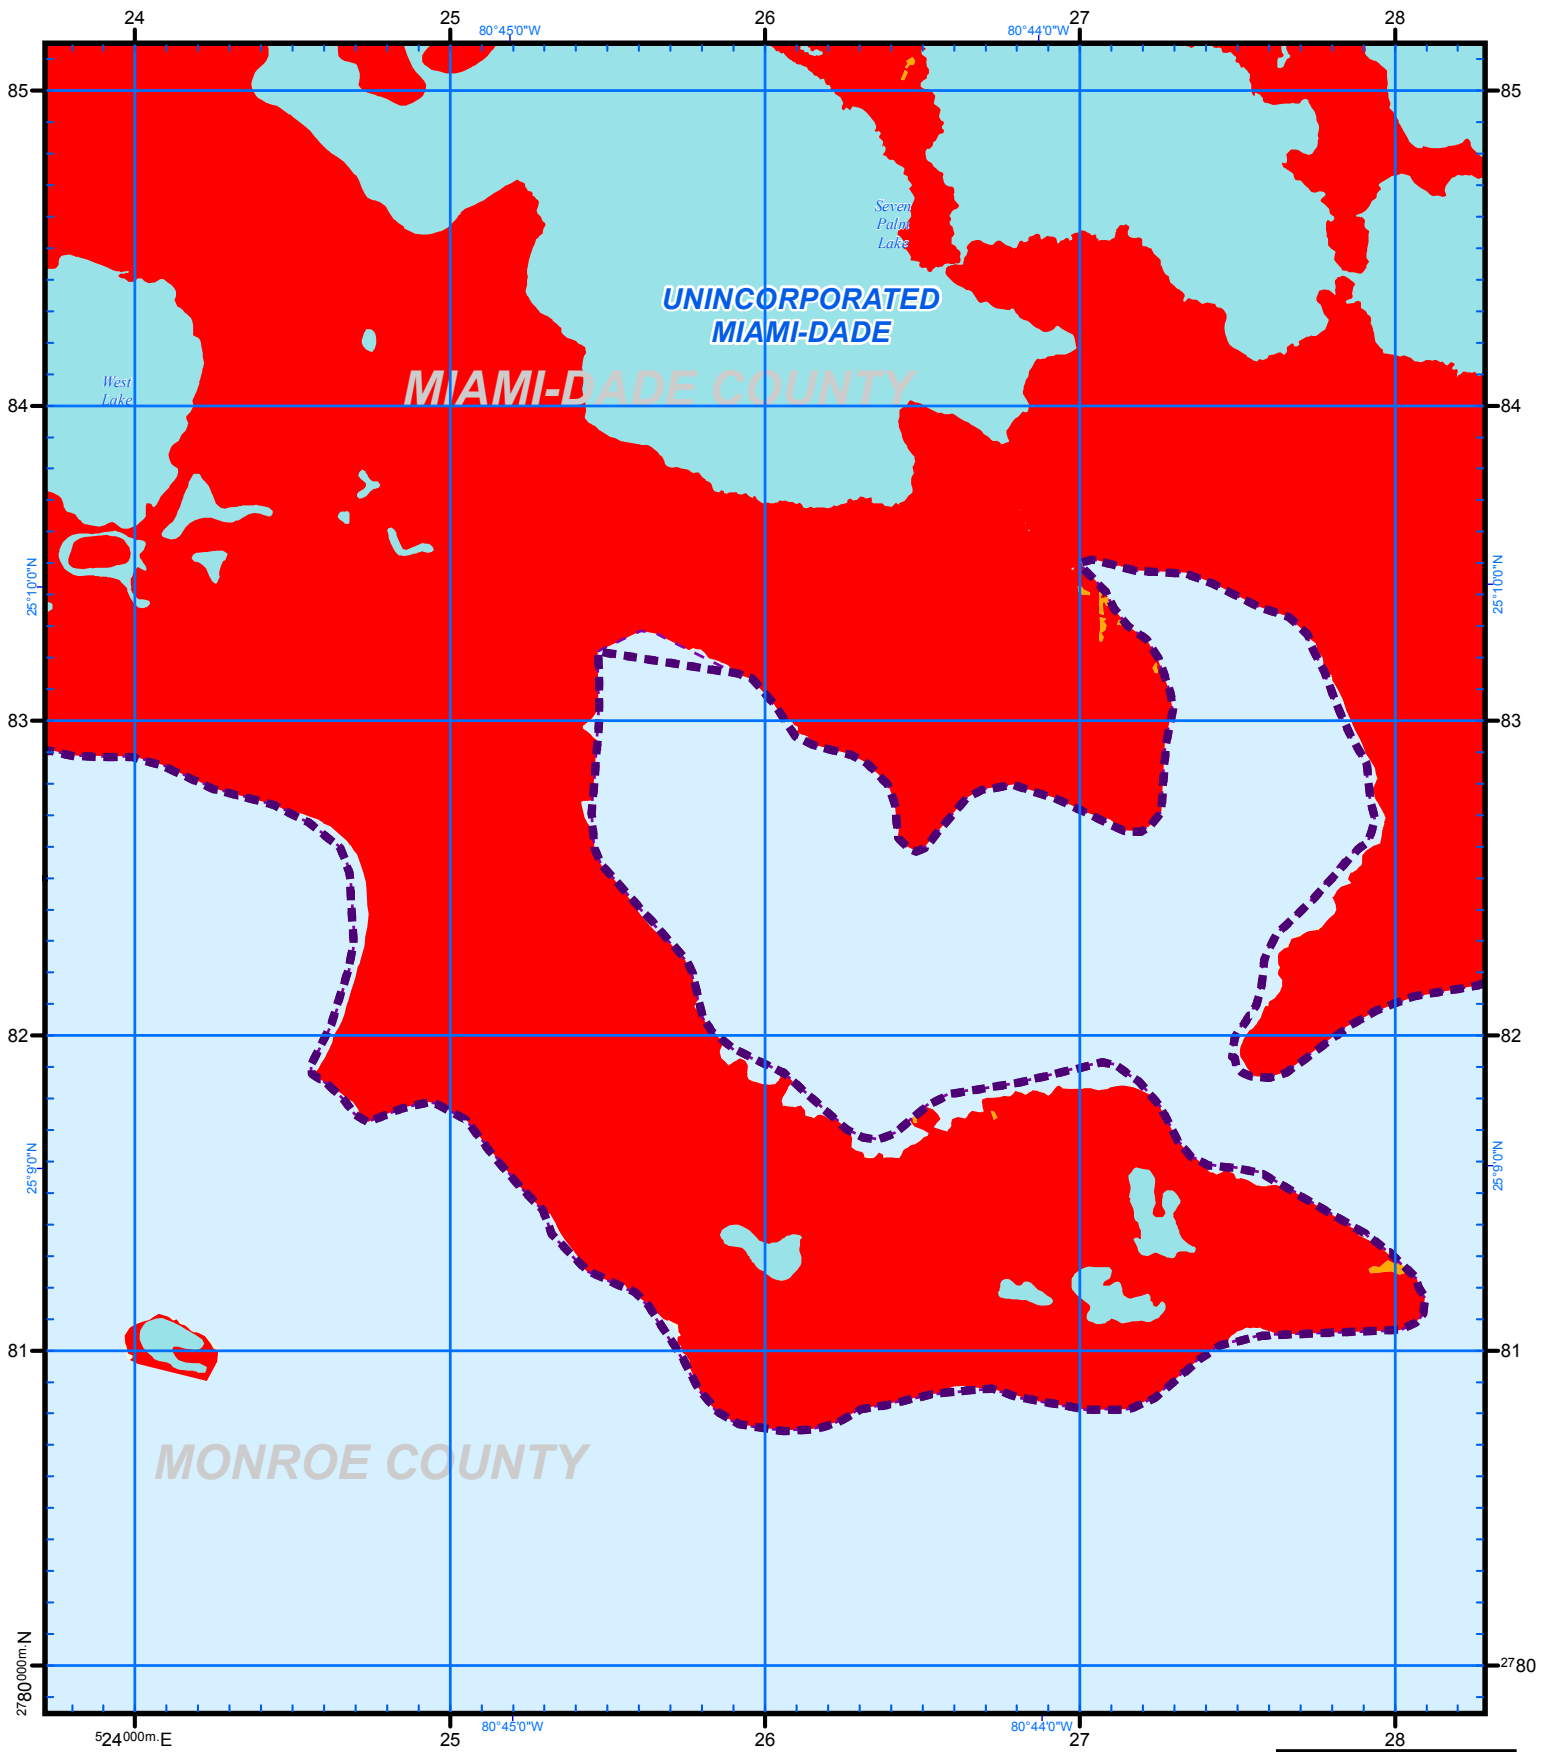 24 25 26 27 28
80°45'0"W 80°44'0"W
85 85
Seven
Palm
Lake
UNINCORPORATED
MIAMI-DADE
West
Lake
MIAMI-DADE COUNTY
84 84
25°10'0"N 25°10'0"N
83 83
82 82
25°9'0"N 25°9'0"N
81 81
MONROE COUNTY
2780000m.N 2780
80°45'0"W 80°44'0"W
524000m.E 25 26 27 28